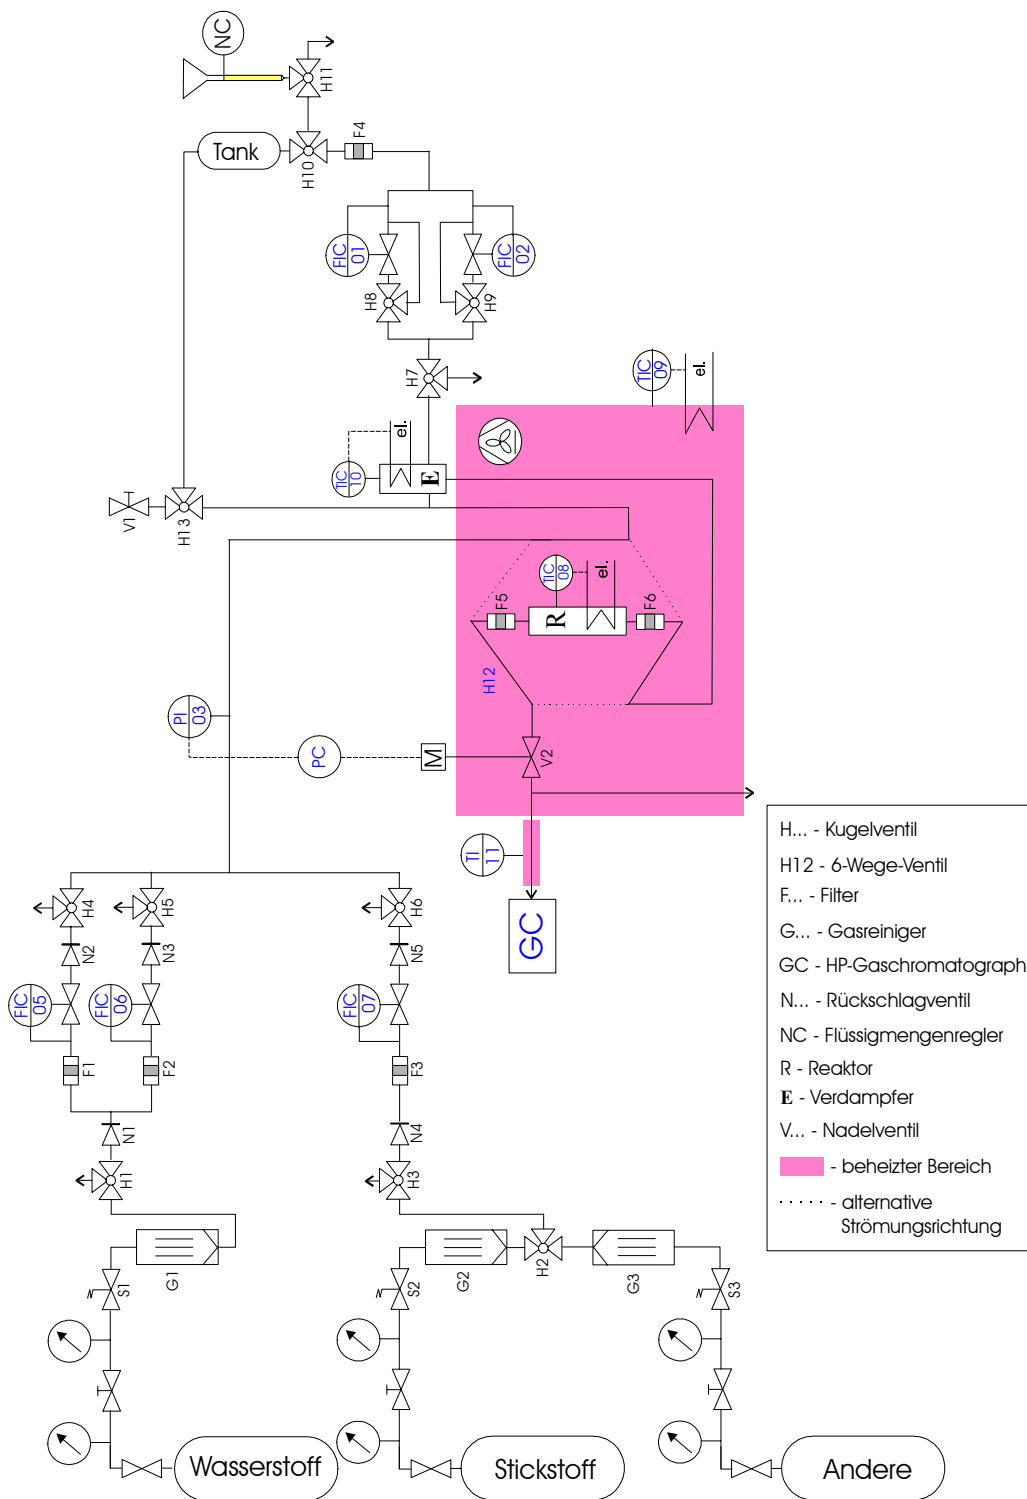 NC
H11
Tank
H10
F4
FIC
01
FIC
02
H8
H9
H7
TIC
09
el.
el.
TIC
10
E
V1
H13
TIC
08
el.
F5
R
F6
H12
PI
03
PC
M
V2
TI
11
GC
H4
H5
H6
N2
N3
N5
FIC
05
FIC
06
FIC
07
F1
F2
F3
N1
N4
H1
H3
H2
G1
G2
G3
S1
S2
S3
Wasserstoff
Stickstoff
Andere
H... - Kugelventil
H12 - 6-Wege-Ventil
F... - Filter
G... - Gasreiniger
GC - HP-Gaschromatograph
N... - Rückschlagventil
NC - Flüssigmengenregler
R - Reaktor
E - Verdampfer
V... - Nadelventil
- beheizter Bereich
- alternative
Strömungsrichtung